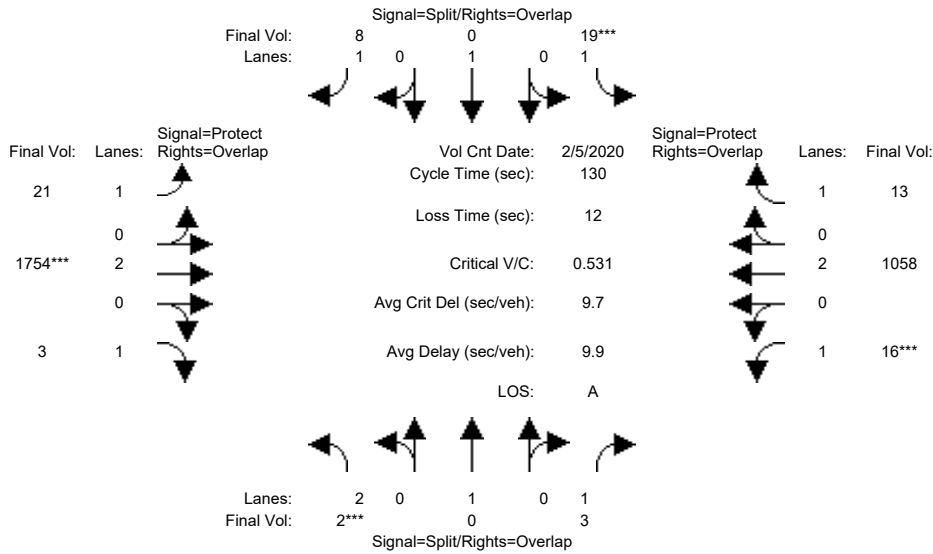 Signal=Split/Rights=Overlap
Final Vol: 8 0 19***
Lanes: 1 0 1 0 1
Signal=Protect
Final Vol: Lanes: Rights=Overlap
Vol Cnt Date: 2/5/2020
Signal=Protect
Rights=Overlap Lanes: Final Vol:
Cycle Time (sec): 130
21 1
1 13
Loss Time (sec): 12
0
0
1754*** 2
Critical V/C: 0.531
2 1058
0
Avg Crit Del (sec/veh): 9.7
0
3 1
Avg Delay (sec/veh): 9.9
1 16***
LOS: A
Lanes: 2 0 1 0 1
Final Vol: 2*** 0 3
Signal=Split/Rights=Overlap